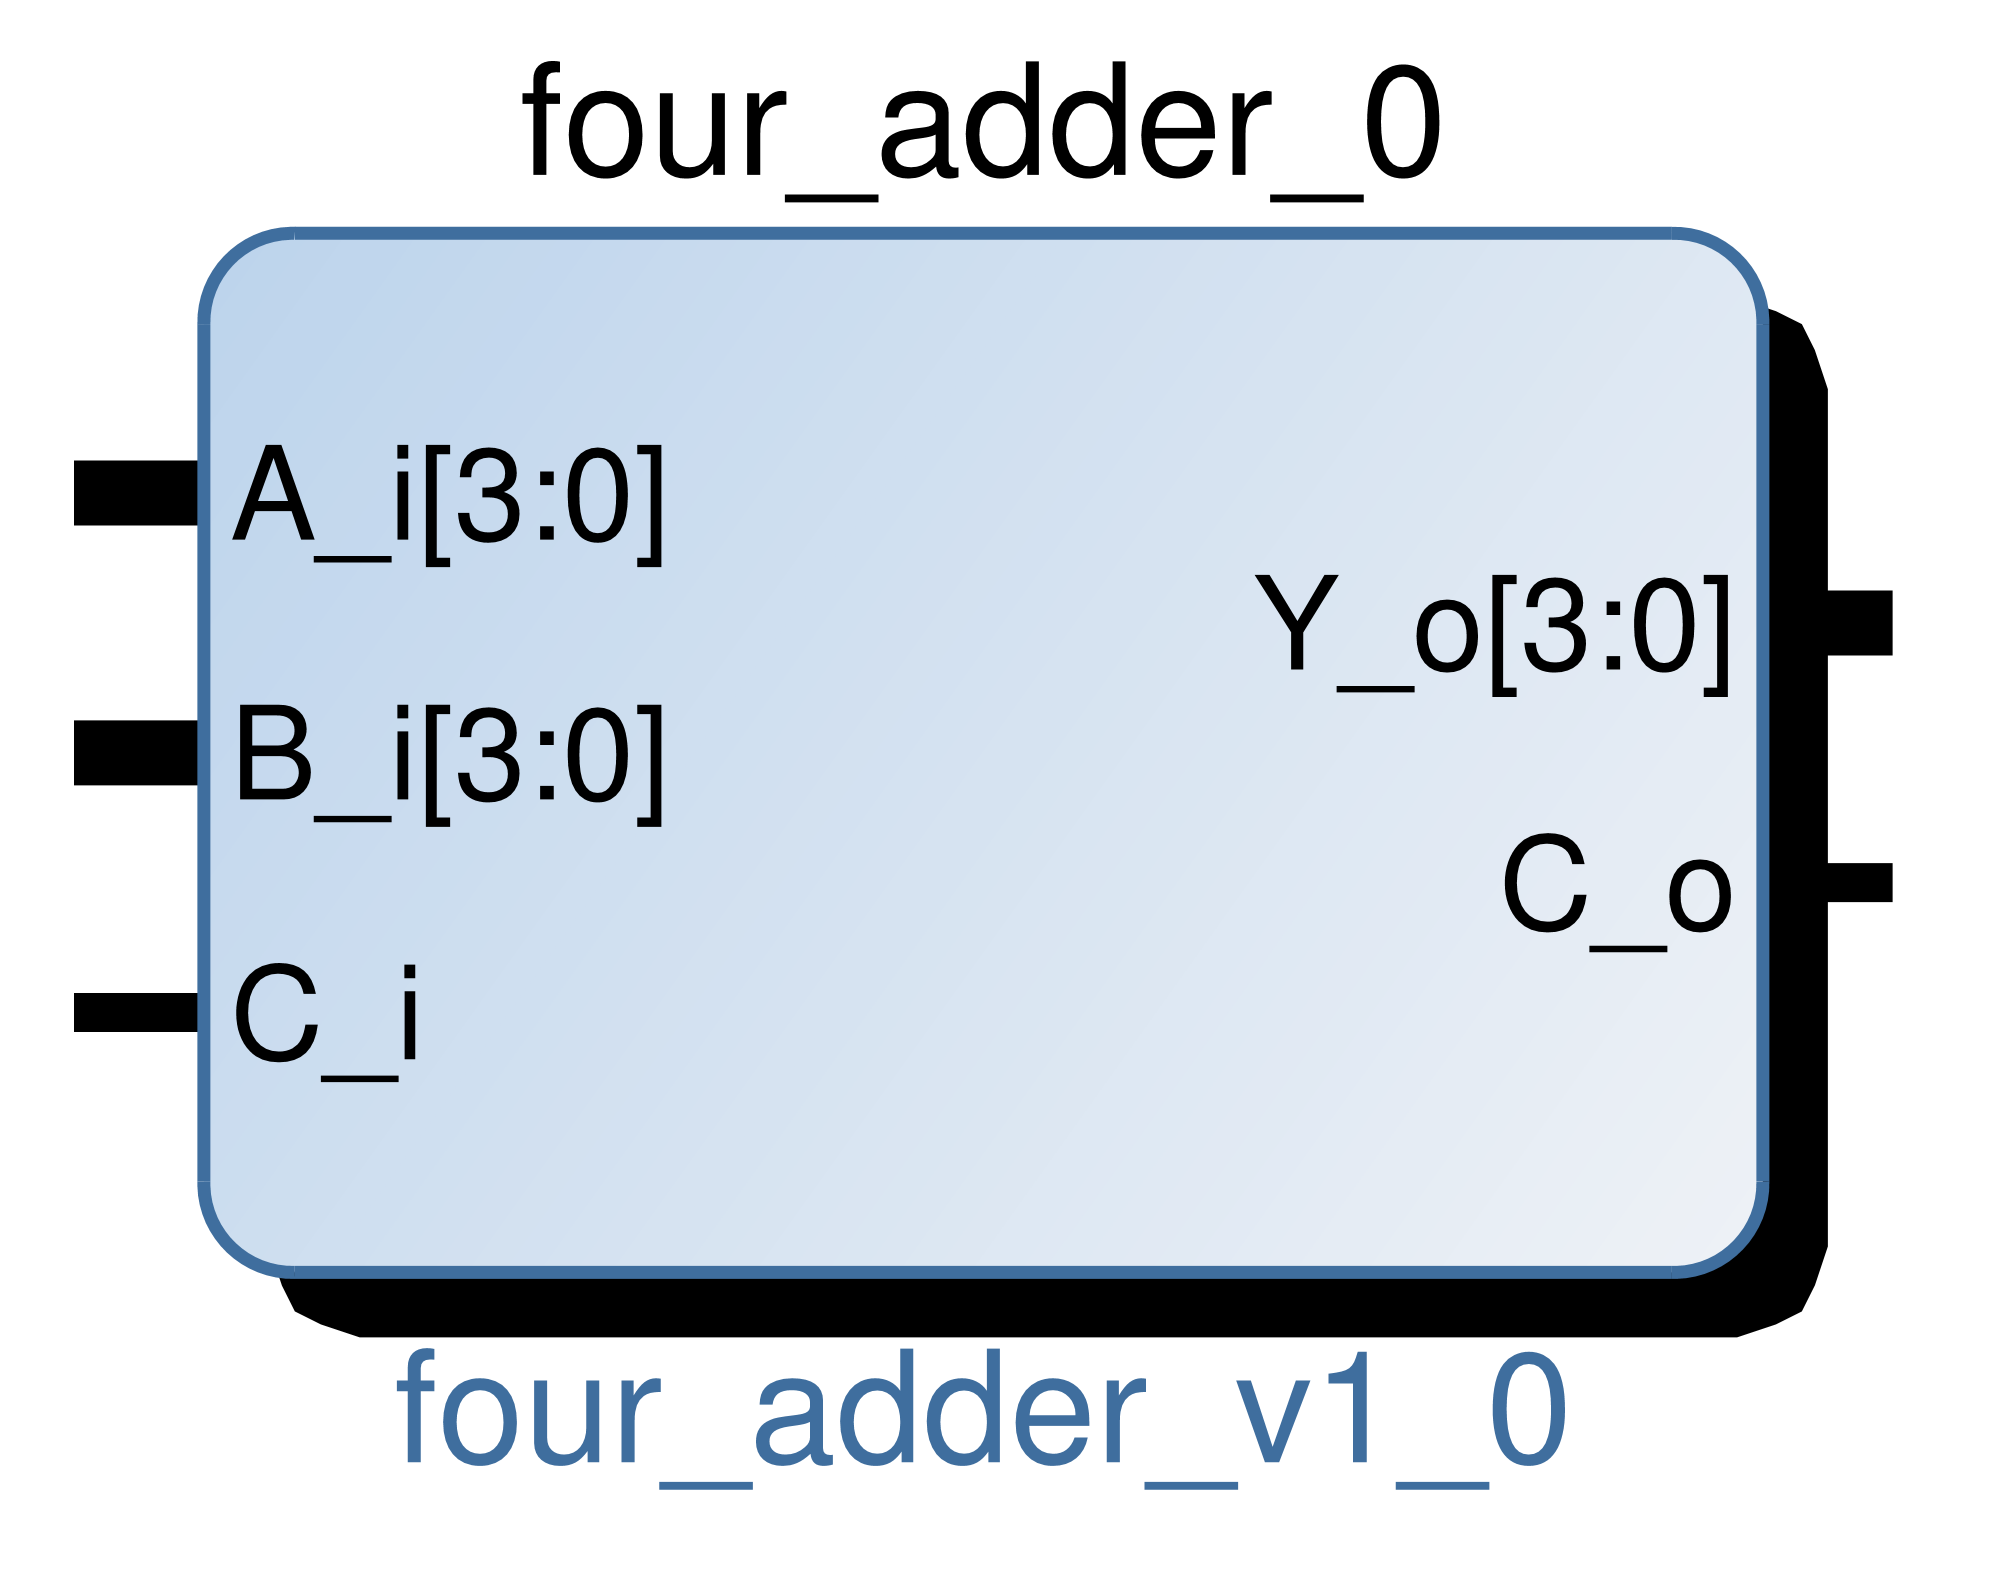 four_adder_0
A_i[3:0]
B_i[3:0]
C_i
Y_o[3:0]
C_o
four_adder_v1_0